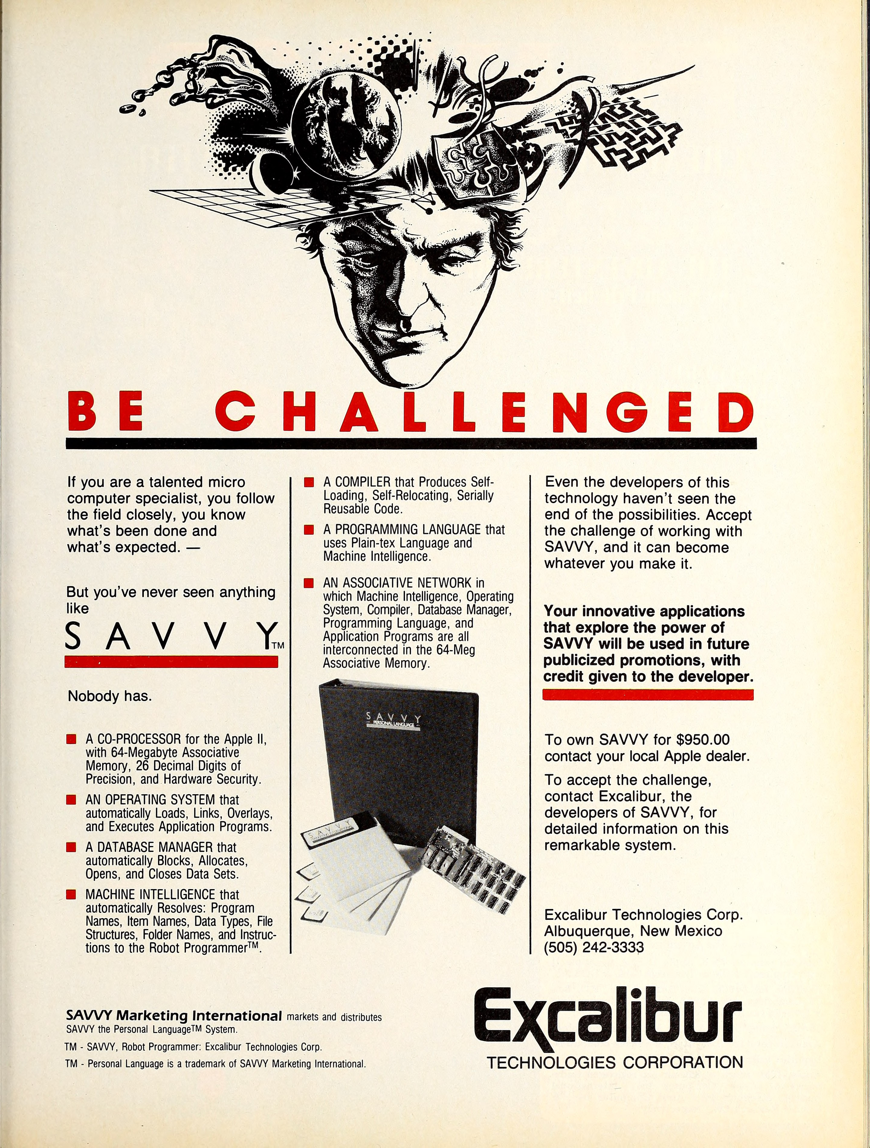 BE CHALLENGED
If you are a talented micro
computer specialist, you follow
the field closely, you know
what's been done and
what's expected. —
But you've never seen anything
like
SAVVY™
Nobody has.
A CO-PROCESSOR for the Apple II,
with 64-Megabyte Associative
Memory, 26 Decimal Digits of
Precision, and Hardware Security.
AN OPERATING SYSTEM that
automatically Loads, Links, Overlays,
and Executes Application Programs.
A DATABASE MANAGER that
automatically Blocks, Allocates,
Opens, and Closes Data Sets.
MACHINE INTELLIGENCE that
automatically Resolves: Program
Names, Item Names, Data Types, File
Structures, Folder Names, and Instruc-
tions to the Robot Programmer™.
A COMPILER that Produces Self-
Loading, Self-Relocating, Serially
Reusable Code.
A PROGRAMMING LANGUAGE that
uses Plain-tex Language and
Machine Intelligence.
AN ASSOCIATIVE NETWORK in
which Machine Intelligence, Operating
System, Compiler, Database Manager,
Programming Language, and
Application Programs are all
interconnected in the 64-Meg
Associative Memory.
SAVVY
PERSONAL LANGUAGE
SAVVY
Even the developers of this
technology haven't seen the
end of the possibilities. Accept
the challenge of working with
SAVVY, and it can become
whatever you make it.
Your innovative applications
that explore the power of
SAVVY will be used in future
publicized promotions, with
credit given to the developer.
To own SAVVY for $950.00
contact your local Apple dealer.
To accept the challenge,
contact Excalibur, the
developers of SAVVY, for
detailed information on this
remarkable system.
Excalibur Technologies Corp.
Albuquerque, New Mexico
(505) 242-3333
SAVVY Marketing International markets and distributes
SAVVY the Personal Language™ System.
TM - SAVVY, Robot Programmer: Excalibur Technologies Corp.
TM - Personal Language is a trademark of SAVVY Marketing International.
Excalibur
TECHNOLOGIES CORPORATION